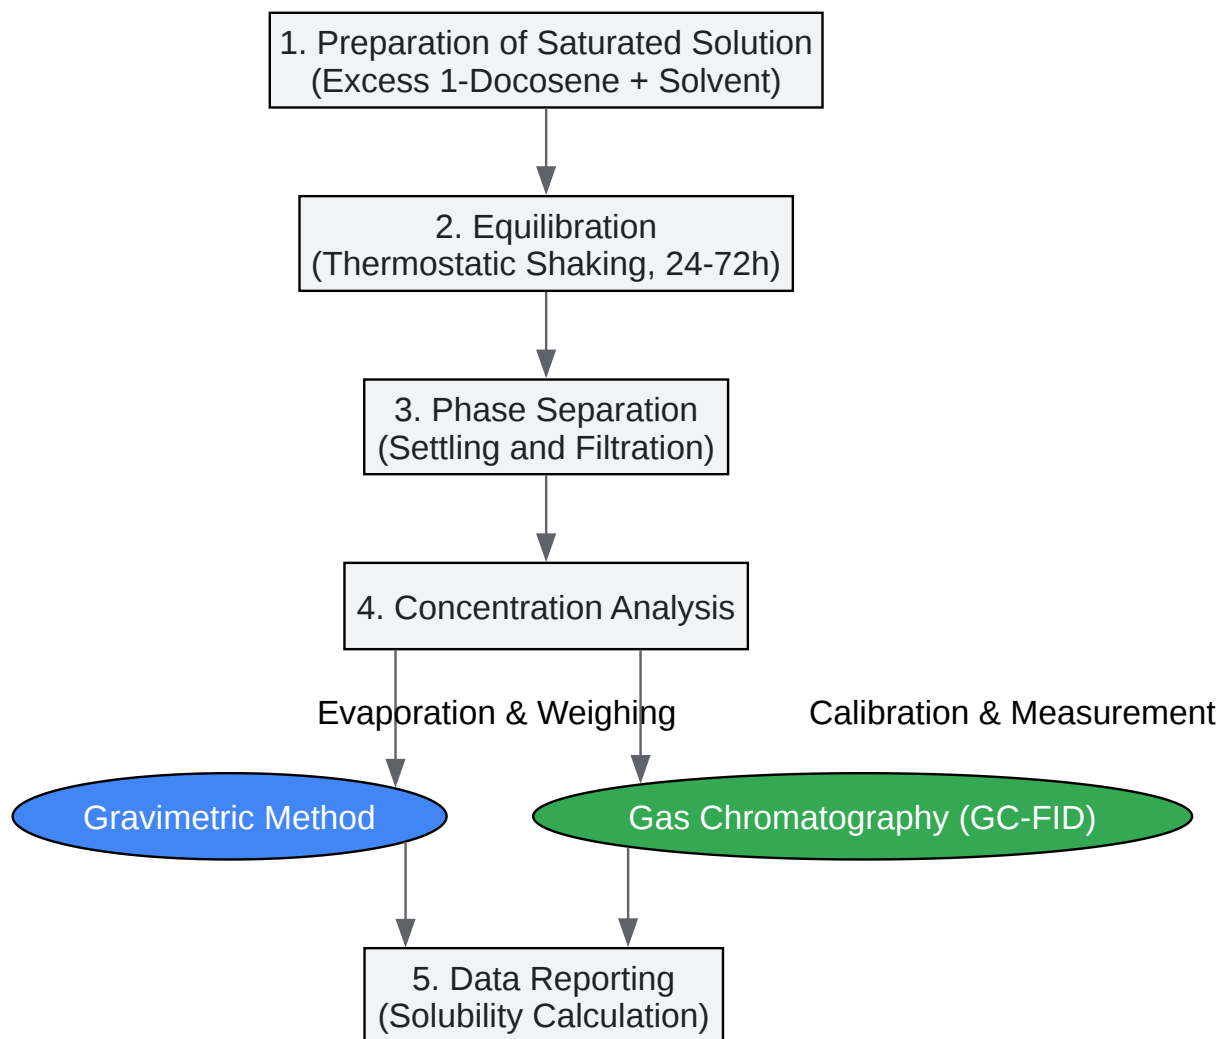 1. Preparation of Saturated Solution
(Excess 1-Docosene + Solvent)
2. Equilibration
(Thermostatic Shaking, 24-72h)
3. Phase Separation
(Settling and Filtration)
4. Concentration Analysis
Evaporation & Weighing
Calibration & Measurement
Gravimetric Method
Gas Chromatography (GC-FID)
5. Data Reporting
(Solubility Calculation)